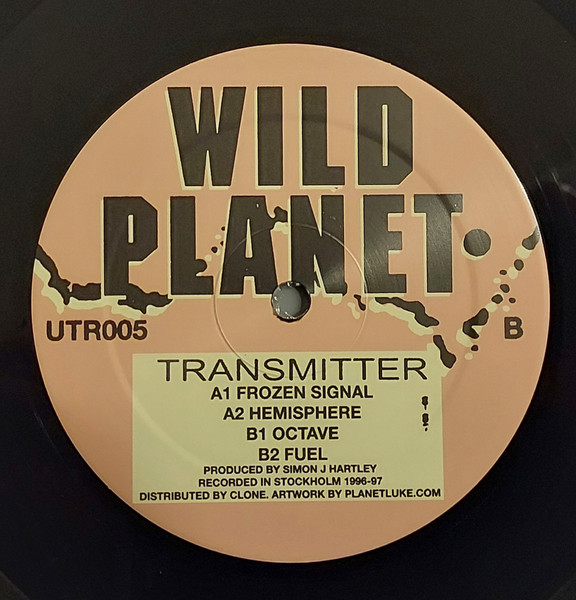 WILD
PLANET
UTR005
B
TRANSMITTER
A1 FROZEN SIGNAL
A2 HEMISPHERE
B1 OCTAVE
B2 FUEL
PRODUCED BY SIMON J HARTLEY
RECORDED IN STOCKHOLM 1996-97
DISTRIBUTED BY CLONE. ARTWORK BY PLANETLUKE.COM